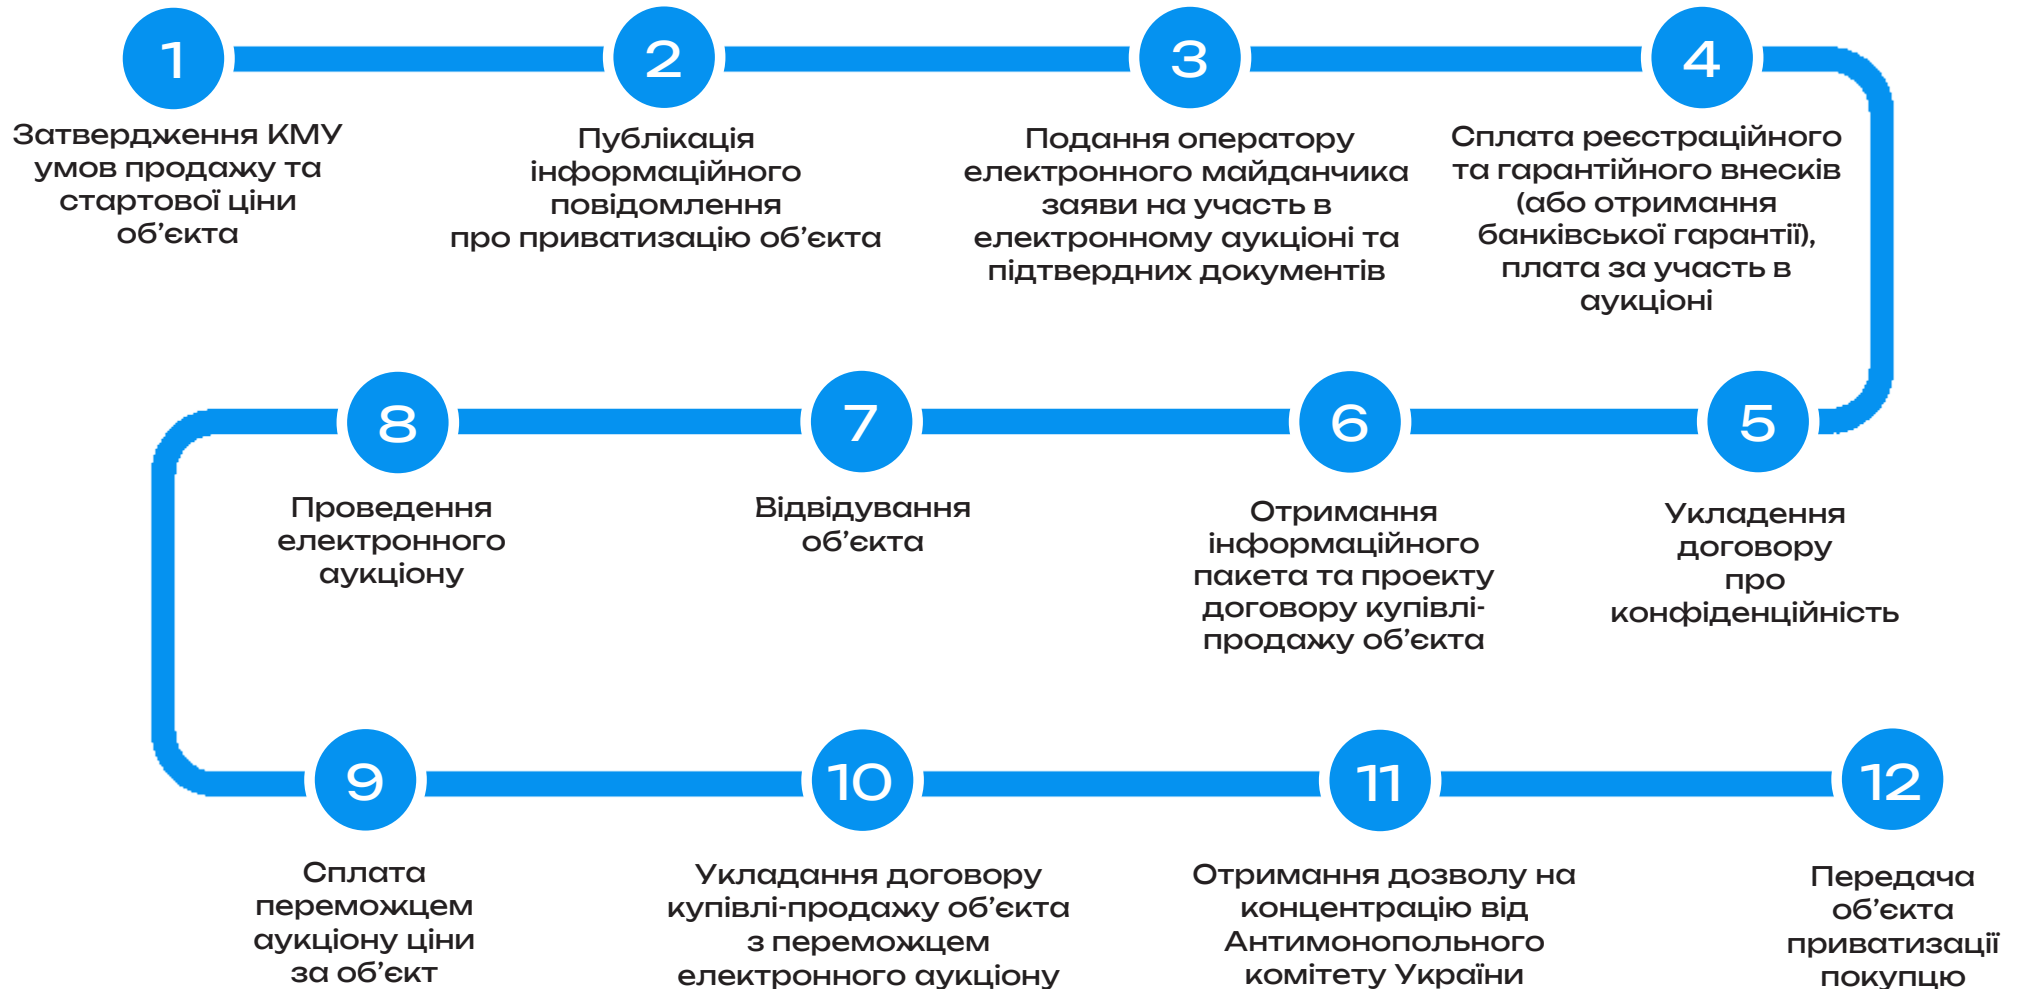 1
Затвердження КМУ
умов продажу та
стартової ціни
об’єкта
2
Публікація
інформаційного
повідомлення
про приватизацію об’єкта
3
Подання оператору
електронного майданчика
заяви на участь в
електронному аукціоні та
підтвердних документів
4
Сплата реєстраційного
та гарантійного внесків
(або отримання
банківської гарантії),
плата за участь в
аукціоні
5
Укладення
договору
про
конфіденційність
6
Отримання
інформаційного
пакета та проекту
договору купівлі-
продажу об’єкта
7
Відвідування
об’єкта
8
Проведення
електронного
аукціону
9
Сплата
переможцем
аукціону ціни
за об’єкт
10
Укладання договору
купівлі-продажу об’єкта
з переможцем
електронного аукціону
11
Отримання дозволу на
концентрацію від
Антимонопольного
комітету України
12
Передача
об’єкта
приватизації
покупцю